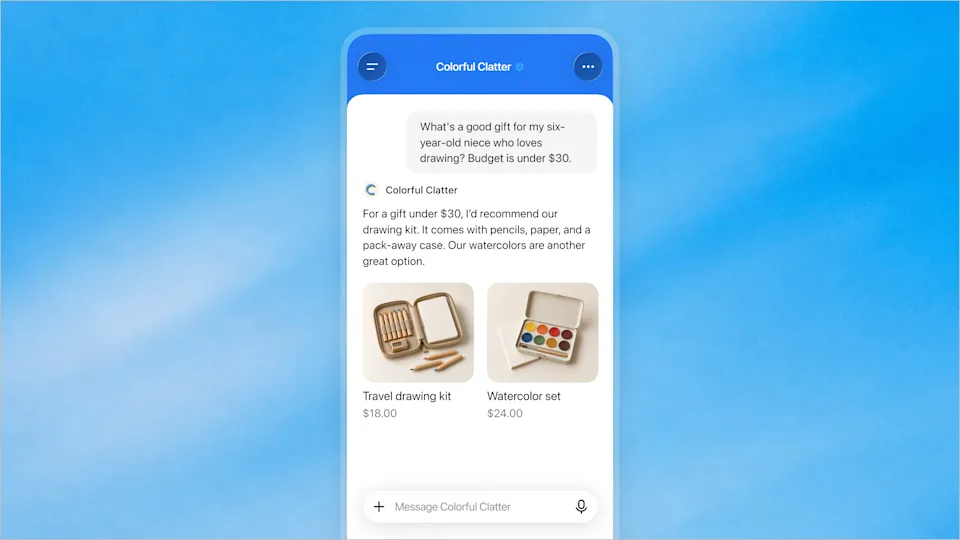 Colorful Clatter
What's a good gift for my six-
year-old niece who loves
drawing? Budget is under $30.
Colorful Clatter
For a gift under $30, I'd recommend our
drawing kit. It comes with pencils, paper, and a
pack-away case. Our watercolors are another
great option.
Travel drawing kit
$18.00
Watercolor set
$24.00
Message Colorful Clatter